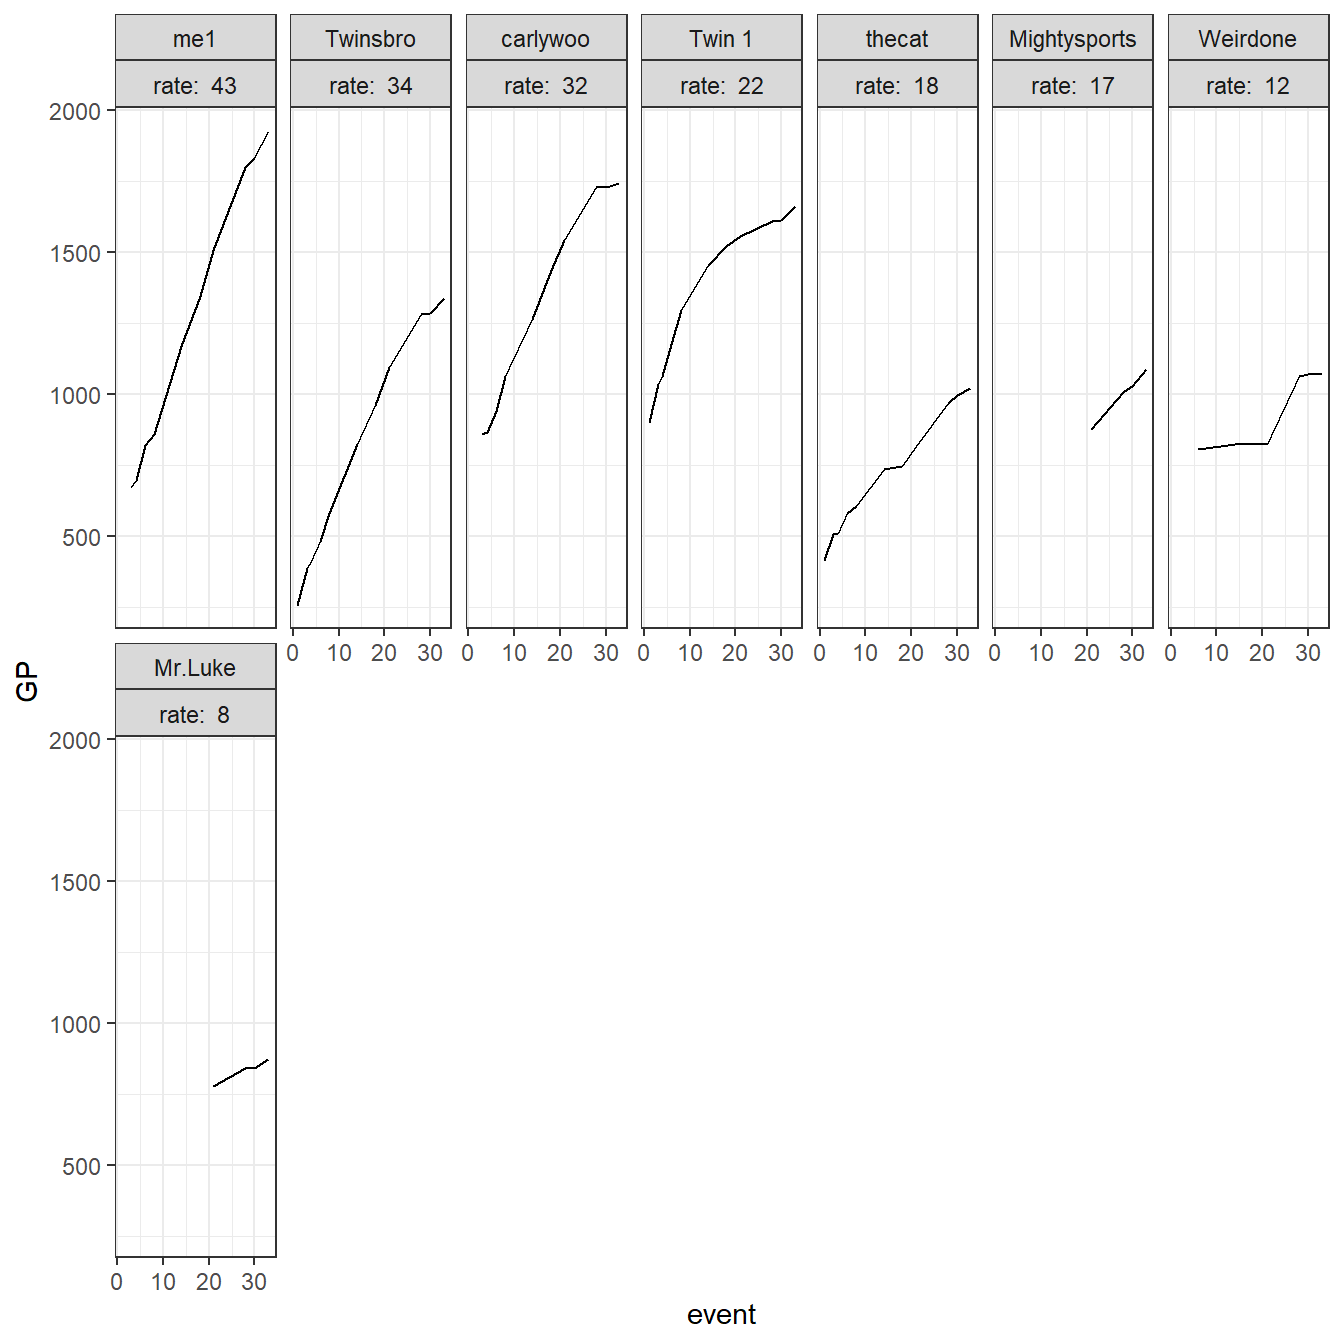 me1 Twinsbro carlywoo Twin 1 thecat Mightysports Weirdone
rate: 43 rate: 34 rate: 32 rate: 22 rate: 18 rate: 17 rate: 12
2000
1500
1000
500
0 10 20 30 0 10 20 30 0 10 20 30 0 10 20 30 0 10 20 30 0 10 20 30
GP
Mr.Luke
rate: 8
2000
1500
1000
500
0 10 20 30
event